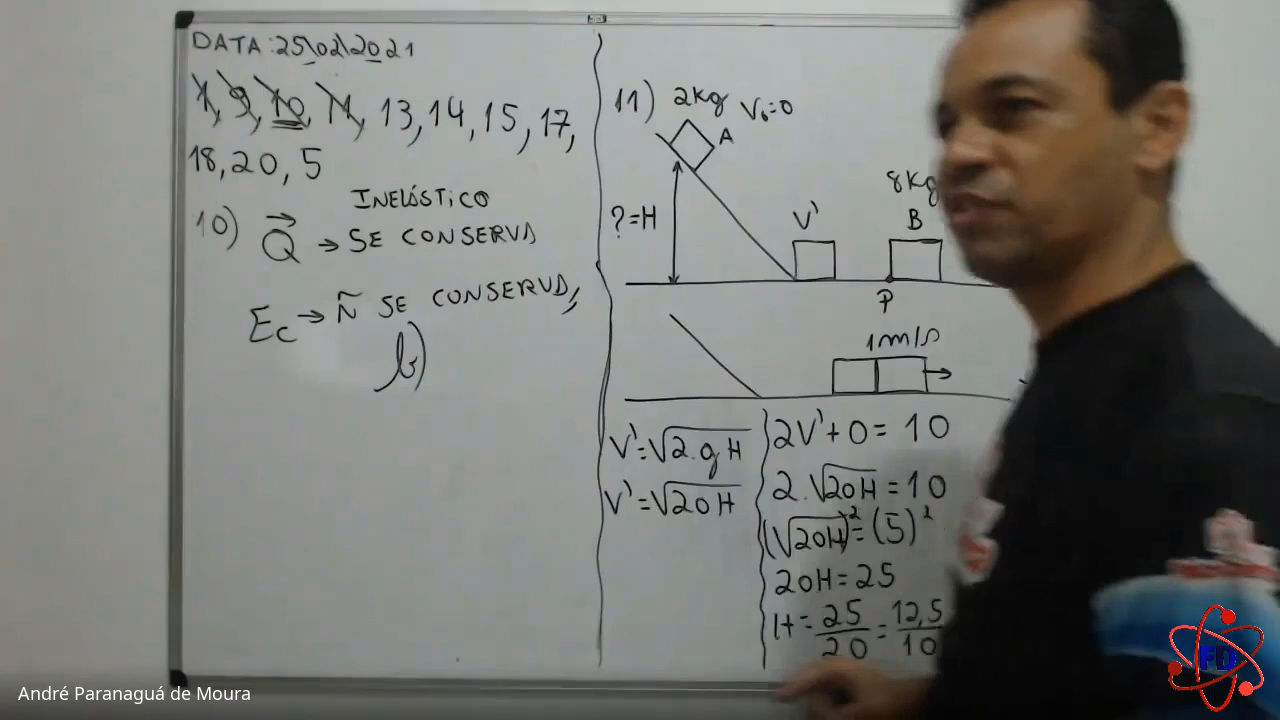 DATA: 25\02\2021
1, 9, 10, 11, 13, 14, 15, 17,
18, 20, 5
10) INELÁSTICO
Q → SE CONSERVA
Ec → Ñ SE CONSERVA,
b)
11) 2kg V₀=0
A
8kg
?=H
V'
B
P
1m/s
V'=√2.gH
V'=√20H
2V'+0=10
2.√20H=10
(√20H)²=(5)²
20H=25
H=25/20=12,5/10
André Paranaguá de Moura
FD